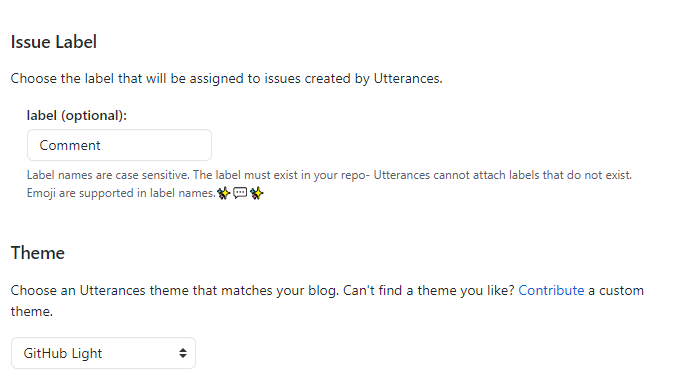 Issue Label
Choose the label that will be assigned to issues created by Utterances.
label (optional):
Comment
Label names are case sensitive. The label must exist in your repo- Utterances cannot attach labels that do not exist.
Emoji are supported in label names.✨💬✨
Theme
Choose an Utterances theme that matches your blog. Can't find a theme you like? Contribute a custom
theme.
GitHub Light